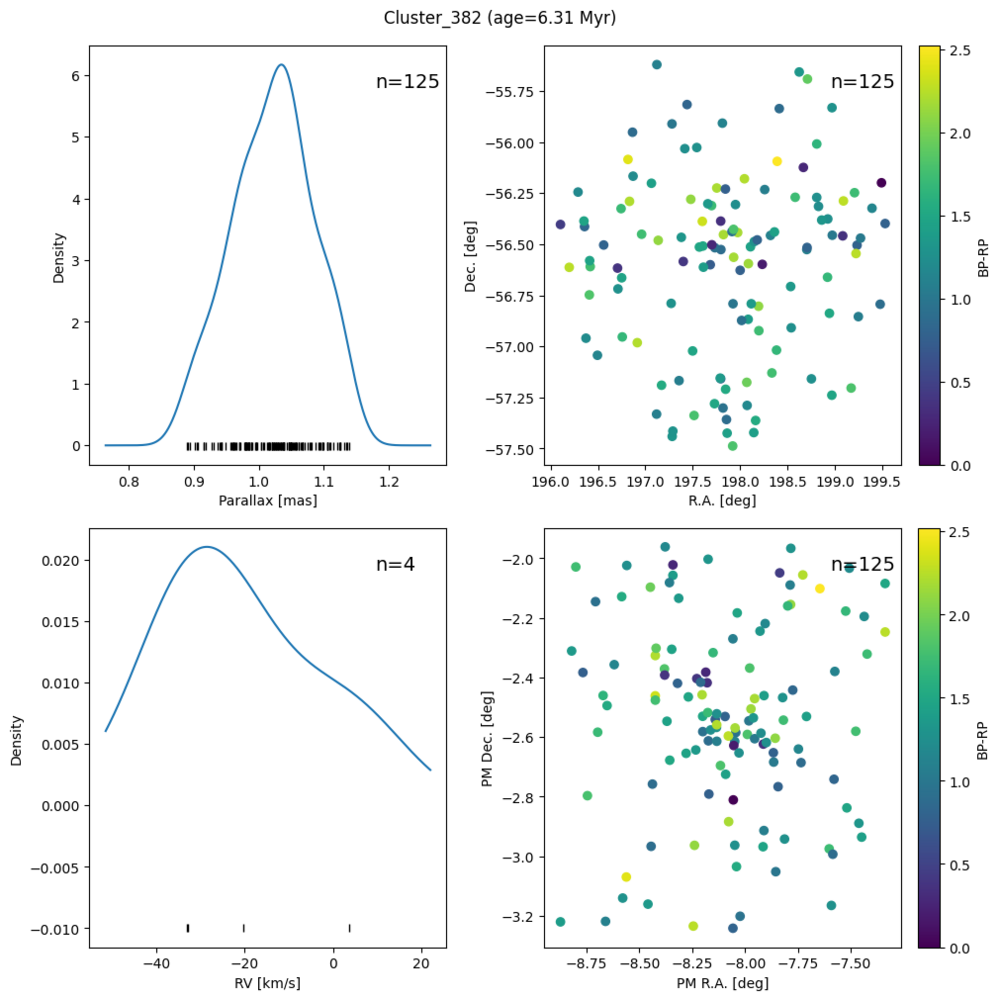 Cluster_382 (age=6.31 Myr)
n=125
6
5
4
3
2
1
0
Density
0.8 0.9 1.0 1.1 1.2
Parallax [mas]
n=125
−55.75
−56.00
−56.25
−56.50
−56.75
−57.00
−57.25
−57.50
Dec. [deg]
196.0 196.5 197.0 197.5 198.0 198.5 199.0 199.5
R.A. [deg]
2.5
2.0
1.5
1.0
0.5
0.0
BP-RP
n=4
0.020
0.015
0.010
0.005
0.000
−0.005
−0.010
Density
−40 −20 0 20
RV [km/s]
n=125
−2.0
−2.2
−2.4
−2.6
−2.8
−3.0
−3.2
PM Dec. [deg]
−8.75 −8.50 −8.25 −8.00 −7.75 −7.50
PM R.A. [deg]
2.5
2.0
1.5
1.0
0.5
0.0
BP-RP